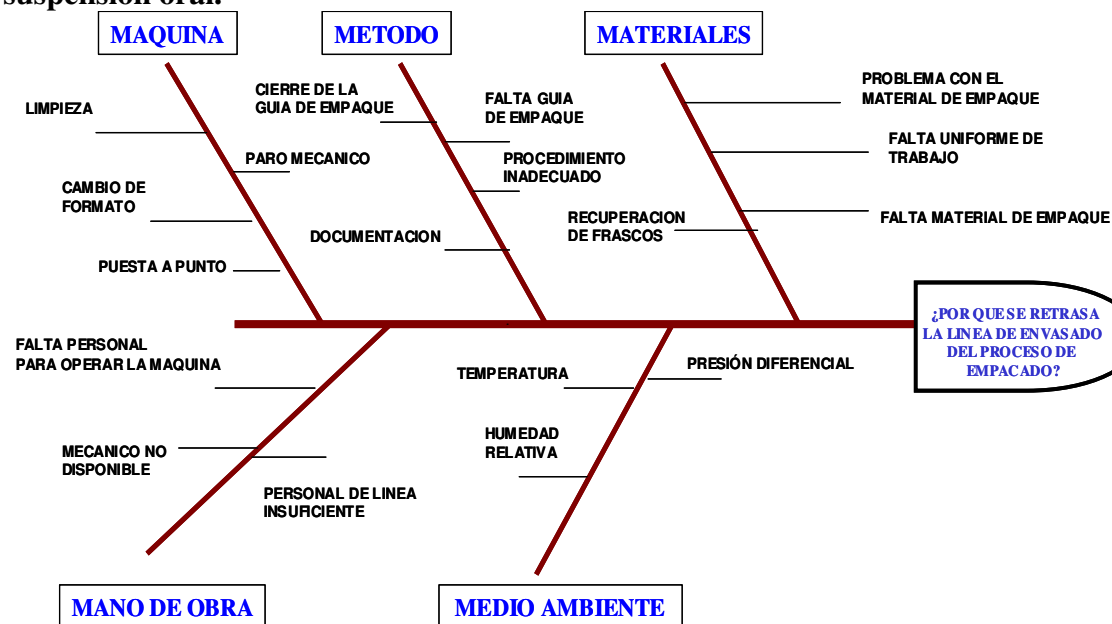 suspensión oral.
MAQUINA
METODO
MATERIALES
LIMPIEZA
PARO MECANICO
CAMBIO DE
FORMATO
PUESTA A PUNTO
CIERRE DE LA
GUIA DE EMPAQUE
FALTA GUIA
DE EMPAQUE
PROCEDIMIENTO
INADECUADO
DOCUMENTACION
PROBLEMA CON EL
MATERIAL DE EMPAQUE
FALTA UNIFORME DE
TRABAJO
RECUPERACION
DE FRASCOS
FALTA MATERIAL DE EMPAQUE
¿POR QUE SE RETRASA
LA LINEA DE ENVASADO
DEL PROCESO DE
EMPACADO?
FALTA PERSONAL
PARA OPERAR LA MAQUINA
MECANICO NO
DISPONIBLE
PERSONAL DE LINEA
INSUFICIENTE
TEMPERATURA
PRESIÓN DIFERENCIAL
HUMEDAD
RELATIVA
MANO DE OBRA
MEDIO AMBIENTE